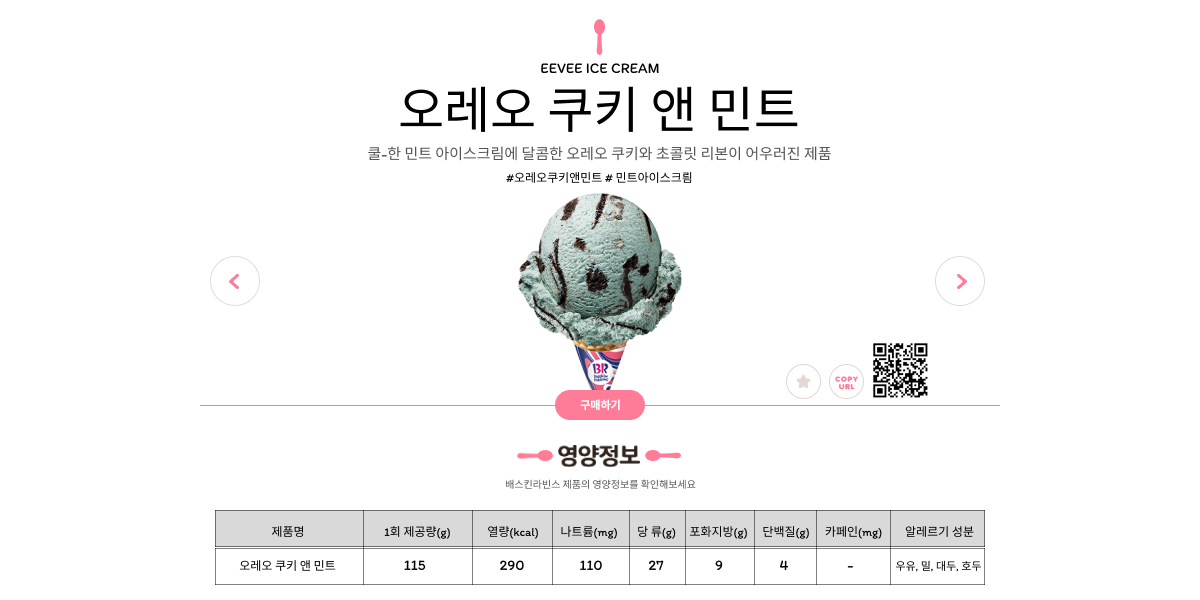 EEVEE ICE CREAM
오레오 쿠키 앤 민트
쿨-한 민트 아이스크림에 달콤한 오레오 쿠키와 초콜릿 리본이 어우러진 제품
#오레오쿠키앤민트 # 민트아이스크림
BR
baskin robbins
COPY
URL
구매하기
영양정보
배스킨라빈스 제품의 영양정보를 확인해보세요
제품명 1회 제공량(g) 열량(kcal) 나트륨(mg) 당 류(g) 포화지방(g) 단백질(g) 카페인(mg) 알레르기 성분
오레오 쿠키 앤 민트 115 290 110 27 9 4 - 우유, 밀, 대두, 호두